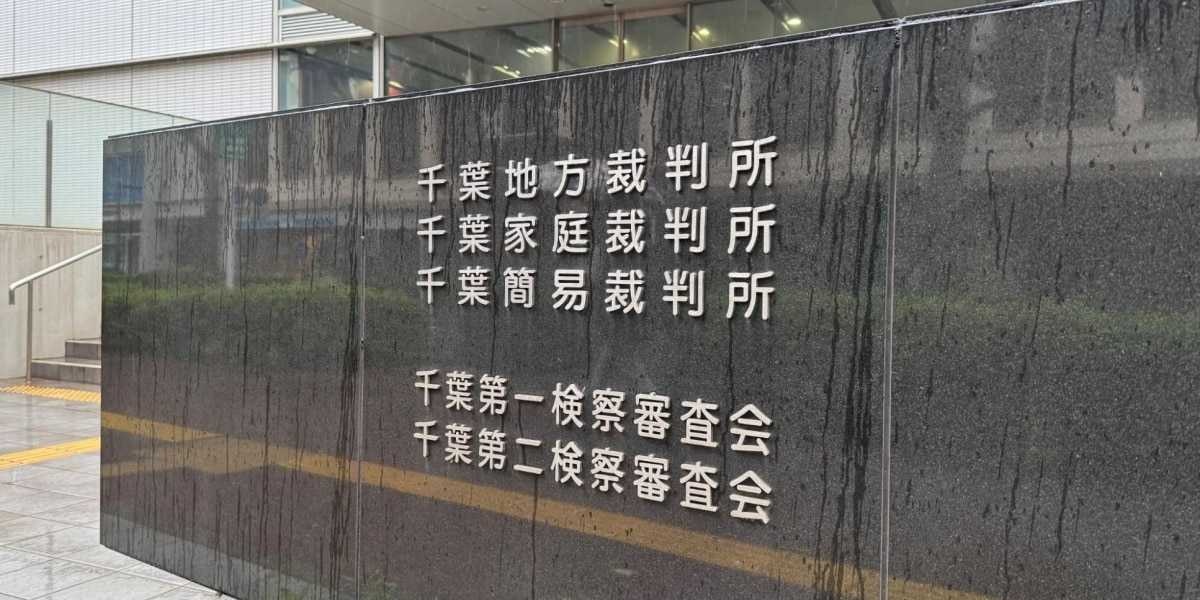 千葉地方裁判所
千葉家庭裁判所
千葉簡易裁判所
千葉第一検察審査会
千葉第二検察審査会